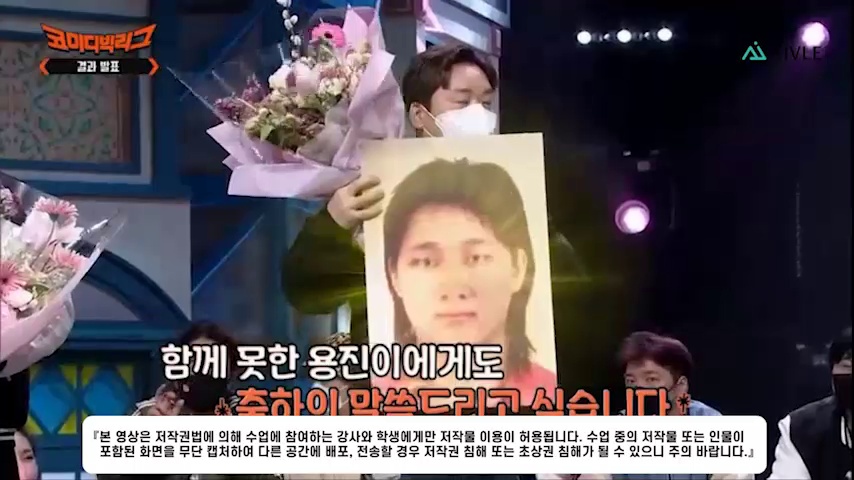 코미디빅리그
결과 발표
함께 못한 용진이에게도
축하의 말씀드리고 싶습니다
『본 영상은 저작권법에 의해 수업에 참여하는 강사와 학생에게만 저작물 이용이 허용됩니다. 수업 중의 저작물 또는 인물이
포함된 화면을 무단 캡처하여 다른 공간에 배포, 전송할 경우 저작권 침해 또는 초상권 침해가 될 수 있으니 주의 바랍니다.』